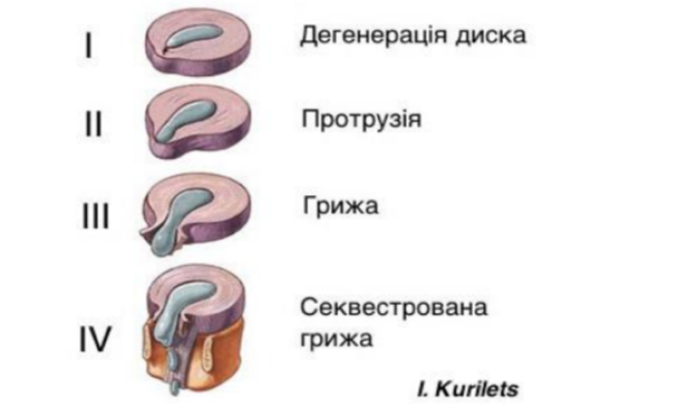 I Дегенерація диска
II Протрузія
III Грижа
IV Секвестрована
грижа
I. Kurilets